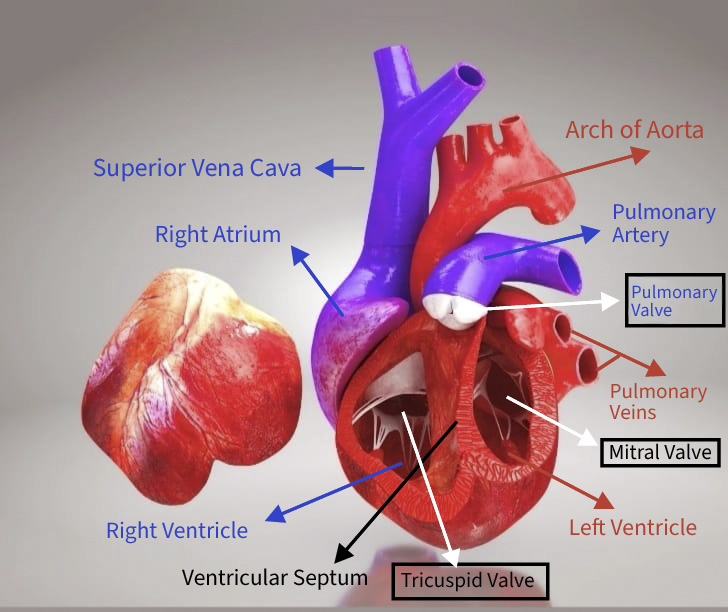 Arch of Aorta
Superior Vena Cava
Pulmonary
Artery
Right Atrium
Pulmonary
Valve
Pulmonary
Veins
Mitral Valve
Left Ventricle
Right Ventricle
Ventricular Septum
Tricuspid Valve